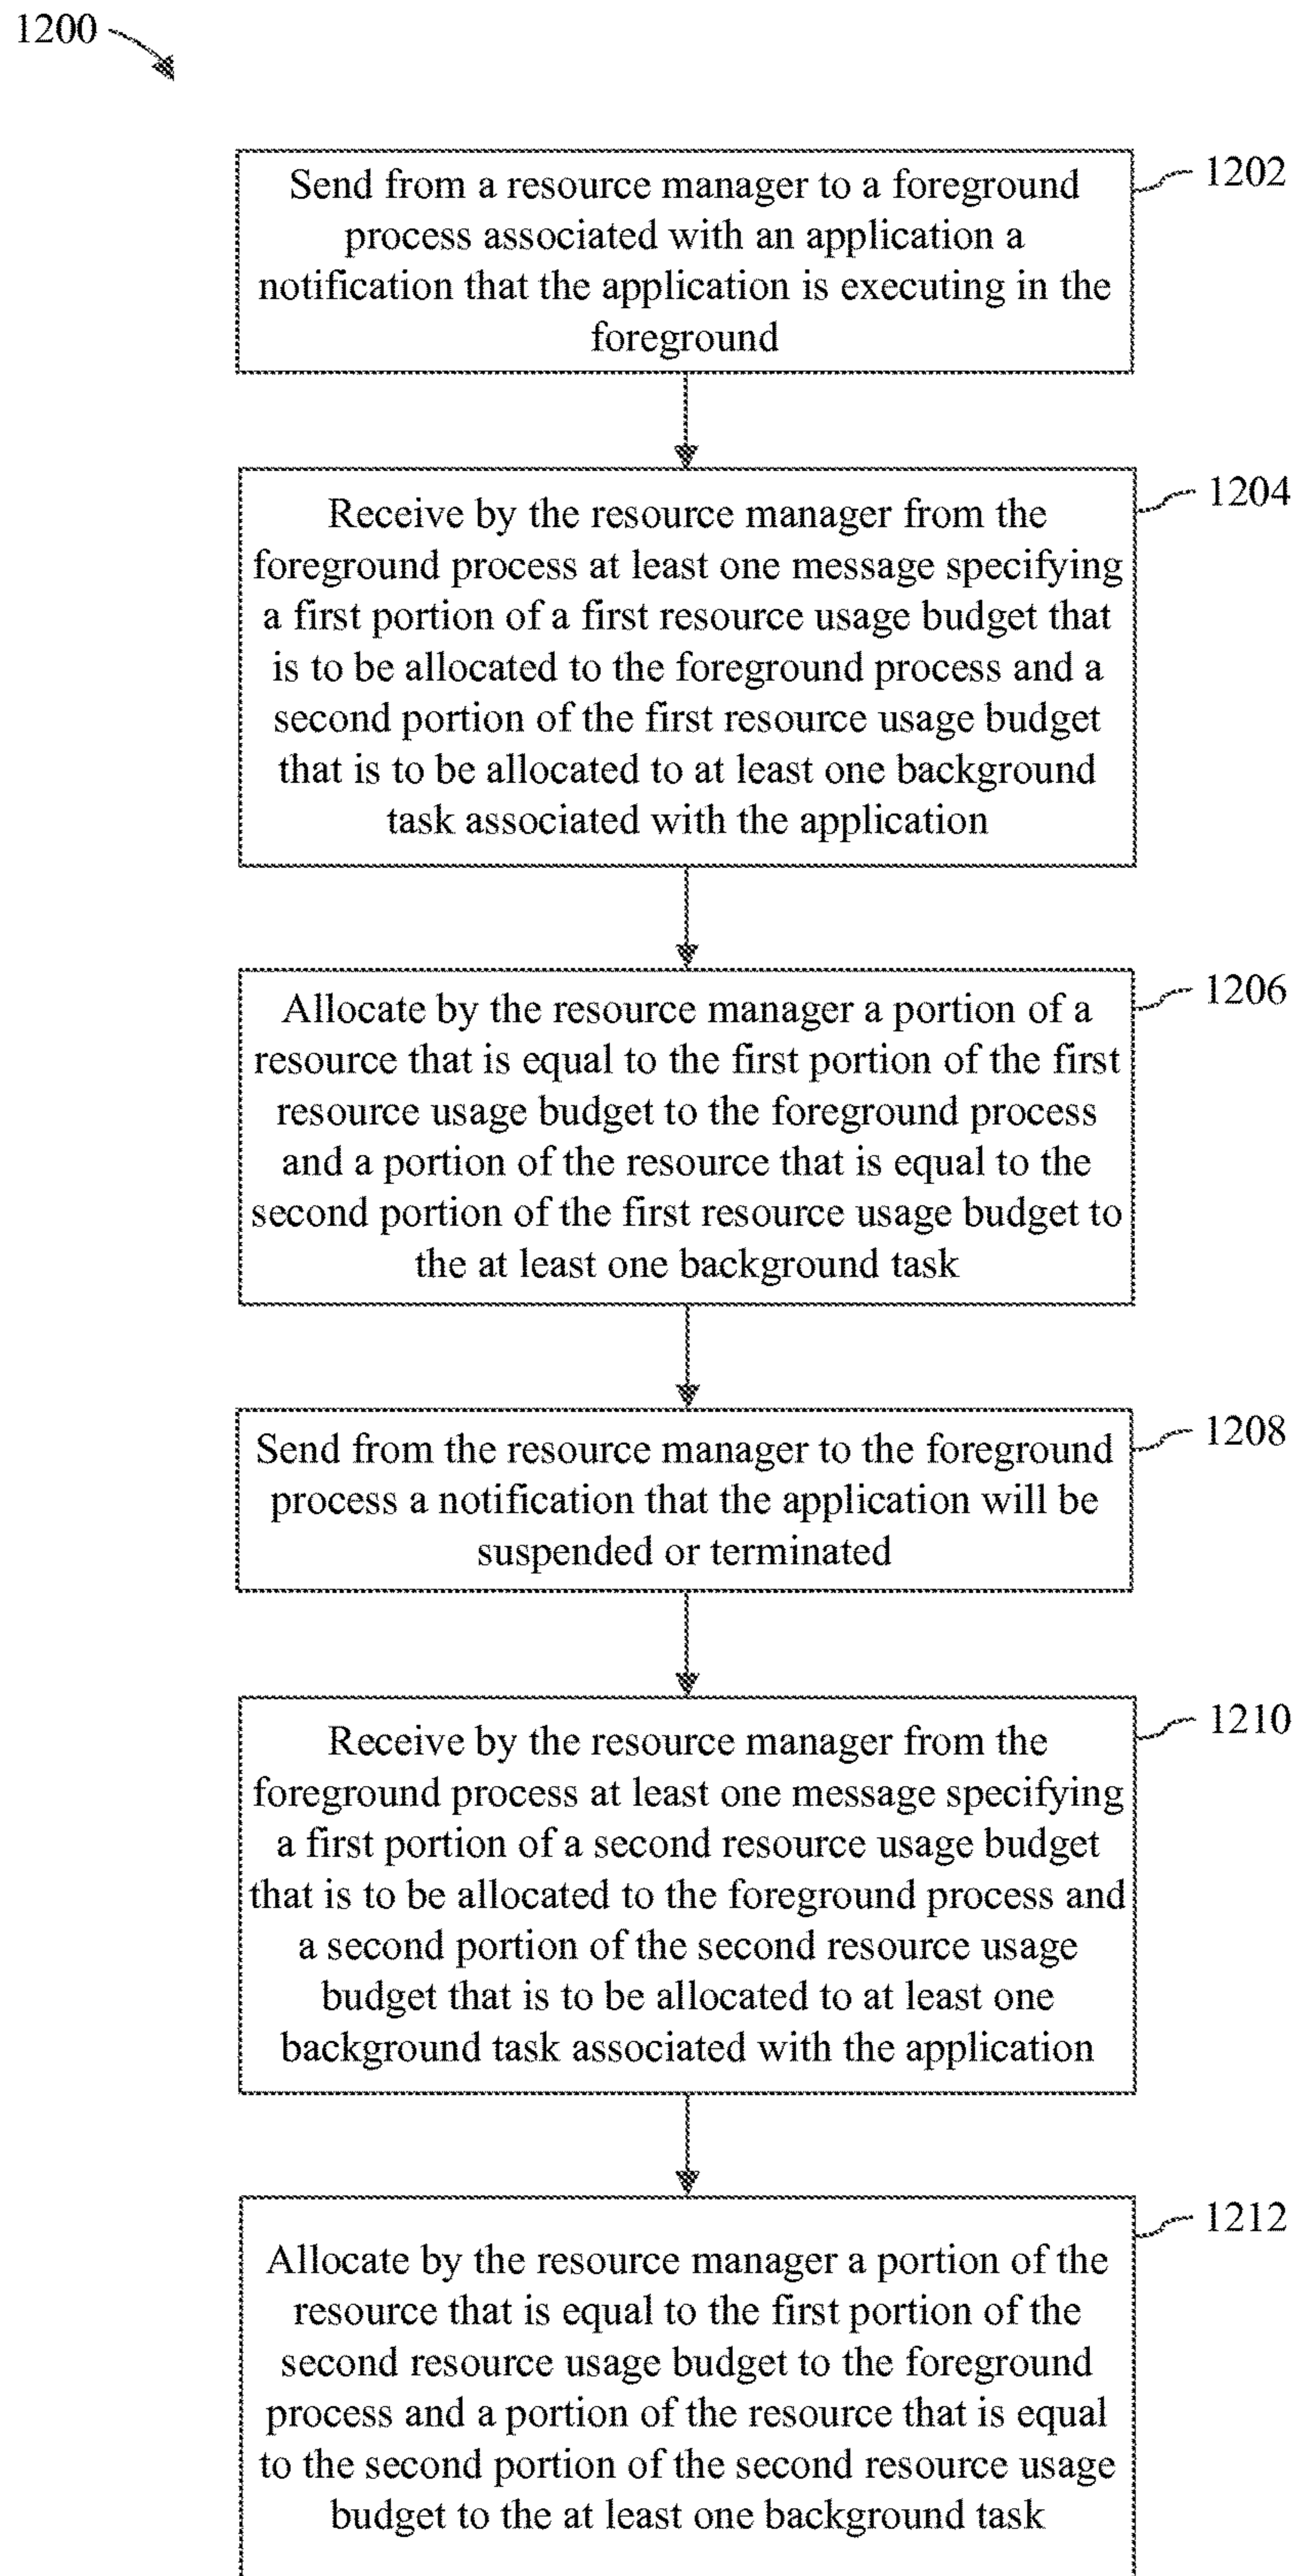 1200
Send from a resource manager to a foreground
process associated with an application a
notification that the application is executing in the
foreground
1202
Receive by the resource manager from the
foreground process at least one message specifying
a first portion of a first resource usage budget that
is to be allocated to the foreground process and a
second portion of the first resource usage budget
that is to be allocated to at least one background
task associated with the application
1204
Allocate by the resource manager a portion of a
resource that is equal to the first portion of the first
resource usage budget to the foreground process
and a portion of the resource that is equal to the
second portion of the first resource usage budget to
the at least one background task
1206
Send from the resource manager to the foreground
process a notification that the application will be
suspended or terminated
1208
Receive by the resource manager from the
foreground process at least one message specifying
a first portion of a second resource usage budget
that is to be allocated to the foreground process and
a second portion of the second resource usage
budget that is to be allocated to at least one
background task associated with the application
1210
Allocate by the resource manager a portion of the
resource that is equal to the first portion of the
second resource usage budget to the foreground
process and a portion of the resource that is equal
to the second portion of the second resource usage
budget to the at least one background task
1212